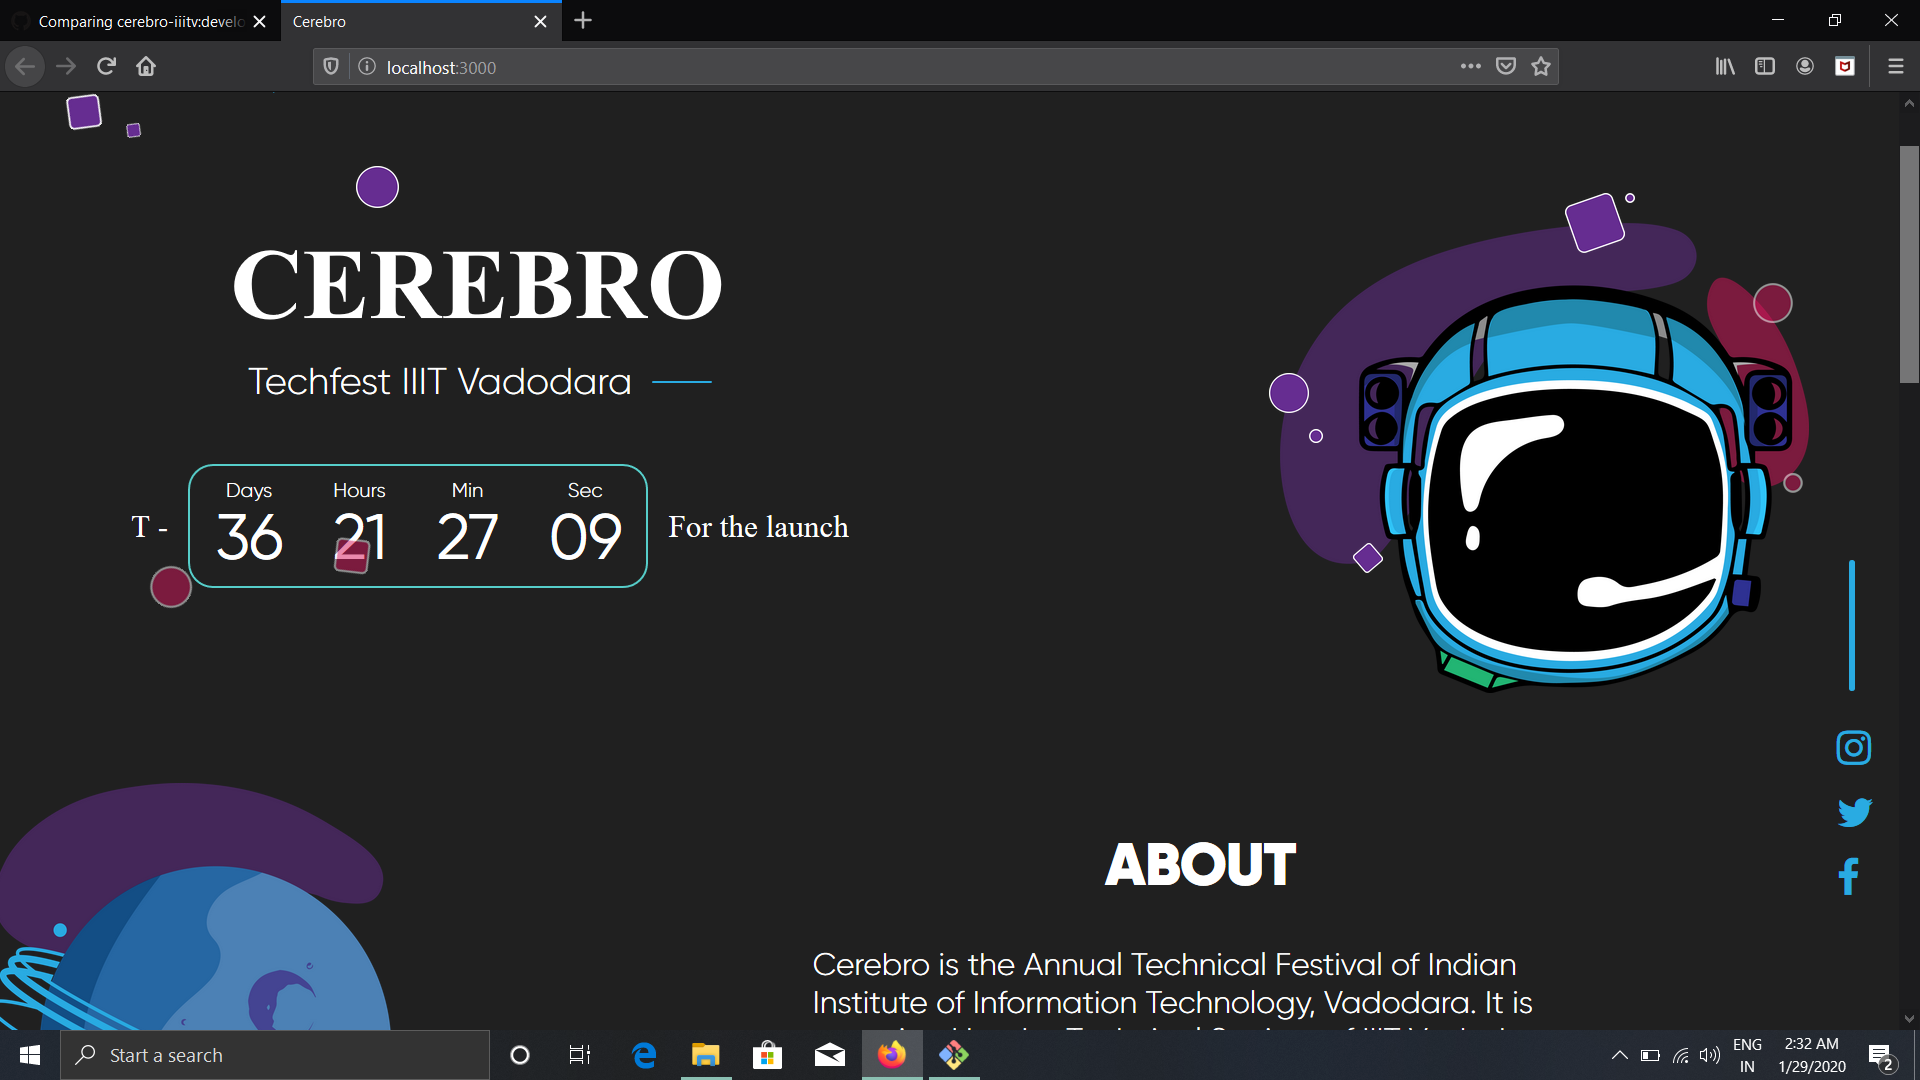 Comparing cerebro-iiitv:develo
Cerebro
localhost:3000
CEREBRO
Techfest IIIT Vadodara
Days Hours Min Sec
T - 36 21 27 09 For the launch
ABOUT
Cerebro is the Annual Technical Festival of Indian
Institute of Information Technology, Vadodara. It is
Start a search
ENG
IN
2:32 AM
1/29/2020
2